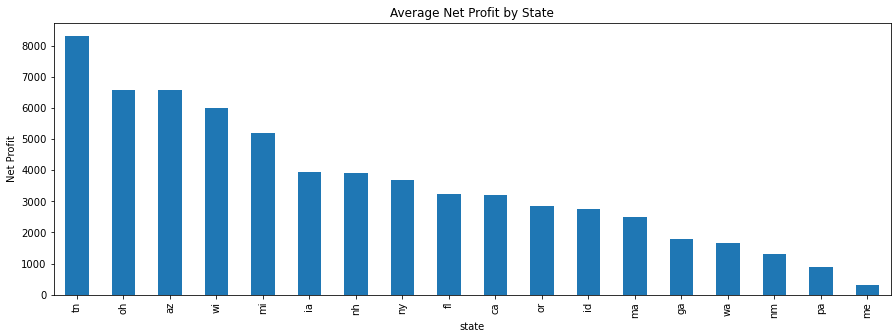 Average Net Profit by State
Net Profit
8000
7000
6000
5000
4000
3000
2000
1000
0
tn oh az wi mi ia nh ny fl ca or id ma ga wa nm pa me
state